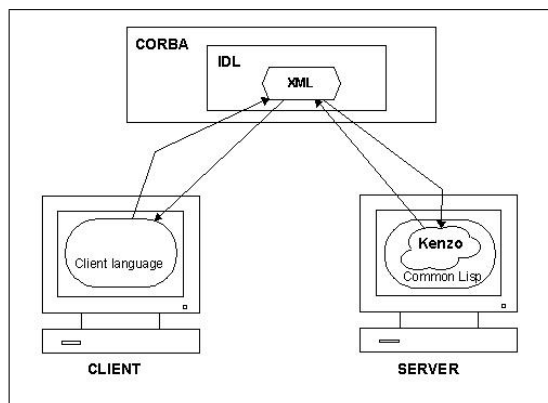 CORBA
IDL
XML
Client language
Kenzo
Common Lisp
CLIENT
SERVER